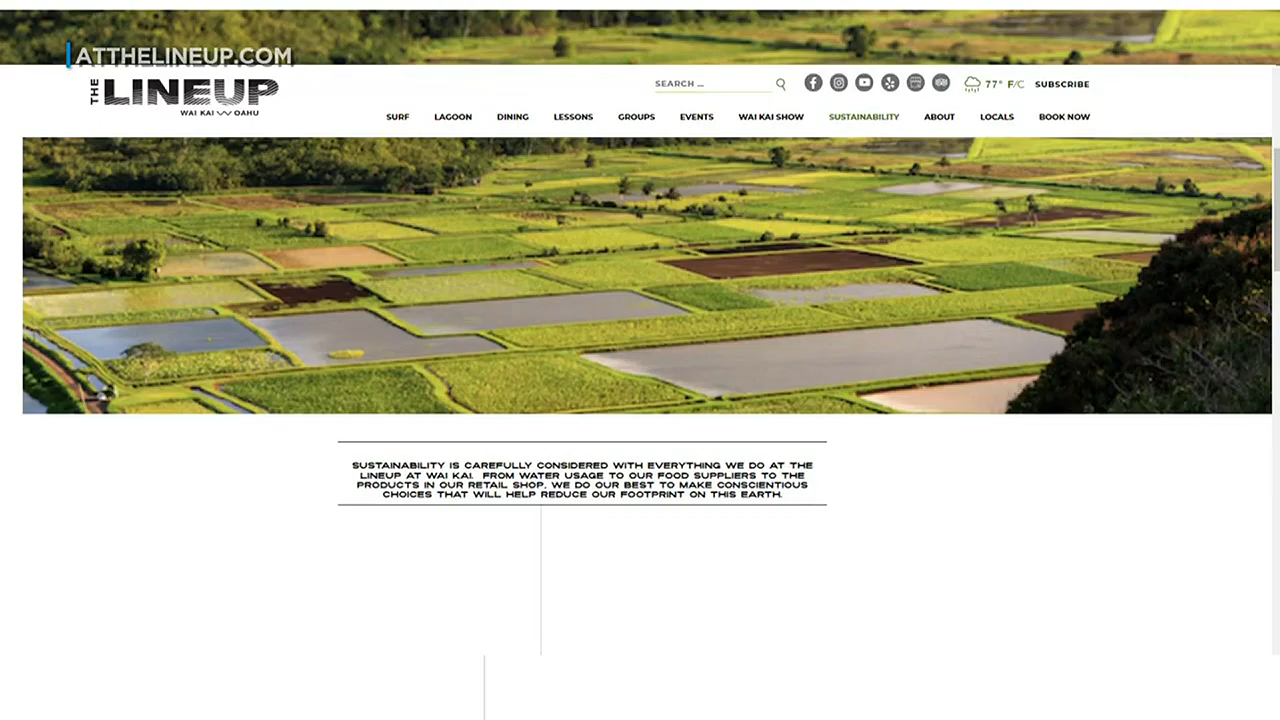 ATTHELINEUP.COM
THE LINEUP
WAI KAI OAHU
SEARCH ...
77° F/C SUBSCRIBE
SURF LAGOON DINING LESSONS GROUPS EVENTS WAI KAI SHOW SUSTAINABILITY ABOUT LOCALS BOOK NOW
SUSTAINABILITY IS CAREFULLY CONSIDERED WITH EVERYTHING WE DO AT THE
LINEUP AT WAI KAI. FROM WATER USAGE TO OUR FOOD SUPPLIERS TO THE
PRODUCTS IN OUR RETAIL SHOP, WE DO OUR BEST TO MAKE CONSCIENTIOUS
CHOICES THAT WILL HELP REDUCE OUR FOOTPRINT ON THIS EARTH.